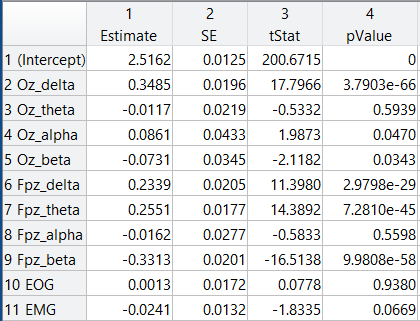 1 2 3 4
Estimate SE tStat pValue
1 (Intercept) 2.5162 0.0125 200.6715 0
2 Oz_delta 0.3485 0.0196 17.7966 3.7903e-66
3 Oz_theta -0.0117 0.0219 -0.5332 0.5939
4 Oz_alpha 0.0861 0.0433 1.9873 0.0470
5 Oz_beta -0.0731 0.0345 -2.1182 0.0343
6 Fpz_delta 0.2339 0.0205 11.3980 2.9798e-29
7 Fpz_theta 0.2551 0.0177 14.3892 7.2810e-45
8 Fpz_alpha -0.0162 0.0277 -0.5833 0.5598
9 Fpz_beta -0.3313 0.0201 -16.5138 9.9808e-58
10 EOG 0.0013 0.0172 0.0778 0.9380
11 EMG -0.0241 0.0132 -1.8335 0.0669